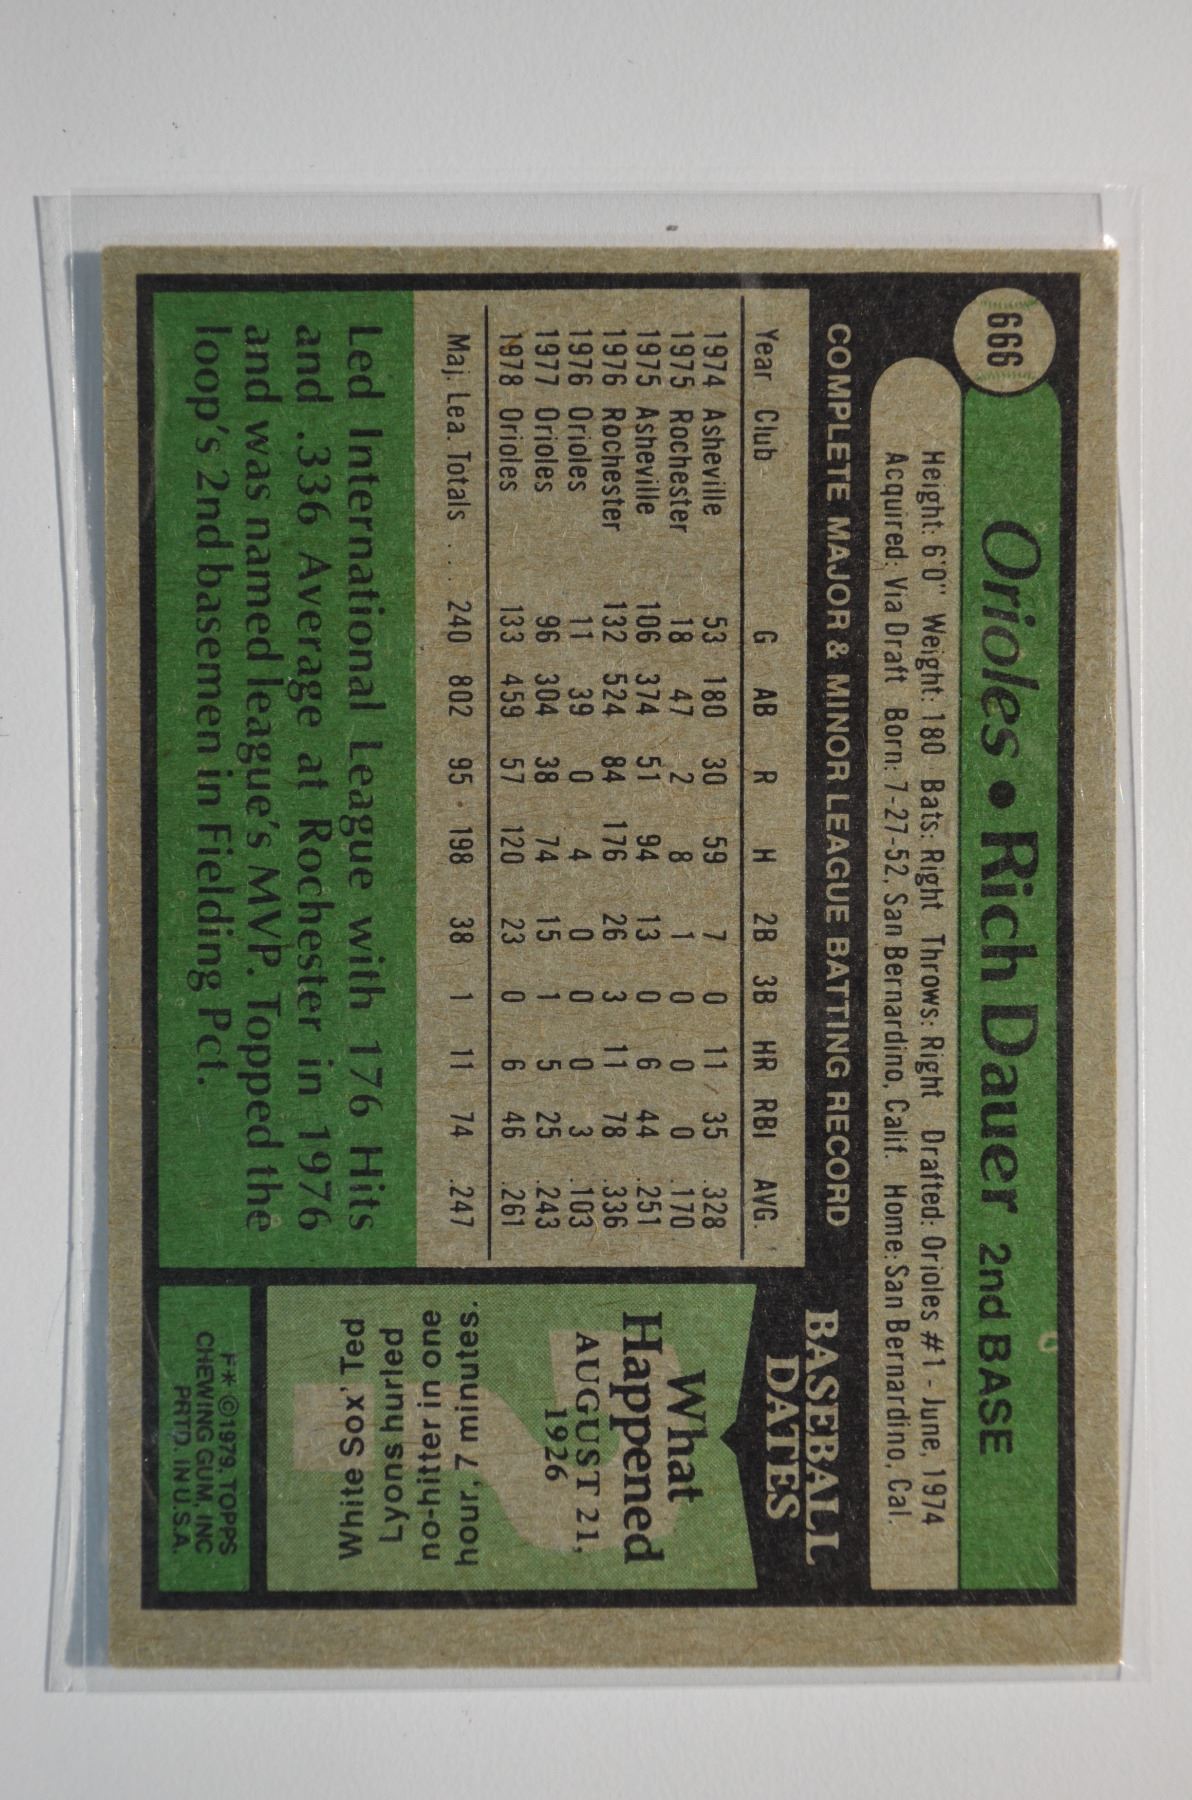 666
Orioles • Rich Dauer 2nd BASE
Height: 6'0" Weight: 180 Bats: Right Throws: Right Drafted: Orioles #1 - June, 1974
Acquired: Via Draft Born: 7-27-52, San Bernardino, Calif. Home: San Bernardino, Cal.
COMPLETE MAJOR & MINOR LEAGUE BATTING RECORD
Year Club G AB R H 2B 3B HR RBI AVG.
1974 Asheville 53 180 30 59 7 0 11 35 .328
1975 Rochester 18 47 2 8 1 0 0 0 .170
1975 Asheville 106 374 51 94 13 0 6 44 .251
1976 Rochester 132 524 84 176 26 3 11 78 .336
1976 Orioles 11 39 0 4 0 0 0 3 .103
1977 Orioles 96 304 38 74 15 1 5 25 .243
1978 Orioles 133 459 57 120 23 0 6 46 .261
Maj. Lea. Totals . . . 240 802 95 198 38 1 11 74 .247
Led International League with 176 Hits
and .336 Average at Rochester in 1976
and was named league's MVP. Topped the
loop's 2nd basemen in Fielding Pct.
BASEBALL
DATES
What
Happened
AUGUST 21,
1926
White Sox' Ted
Lyons hurled
no-hitter in one
hour, 7 minutes.
F*©1979, TOPPS
CHEWING GUM, INC
PRTD. IN U.S.A.